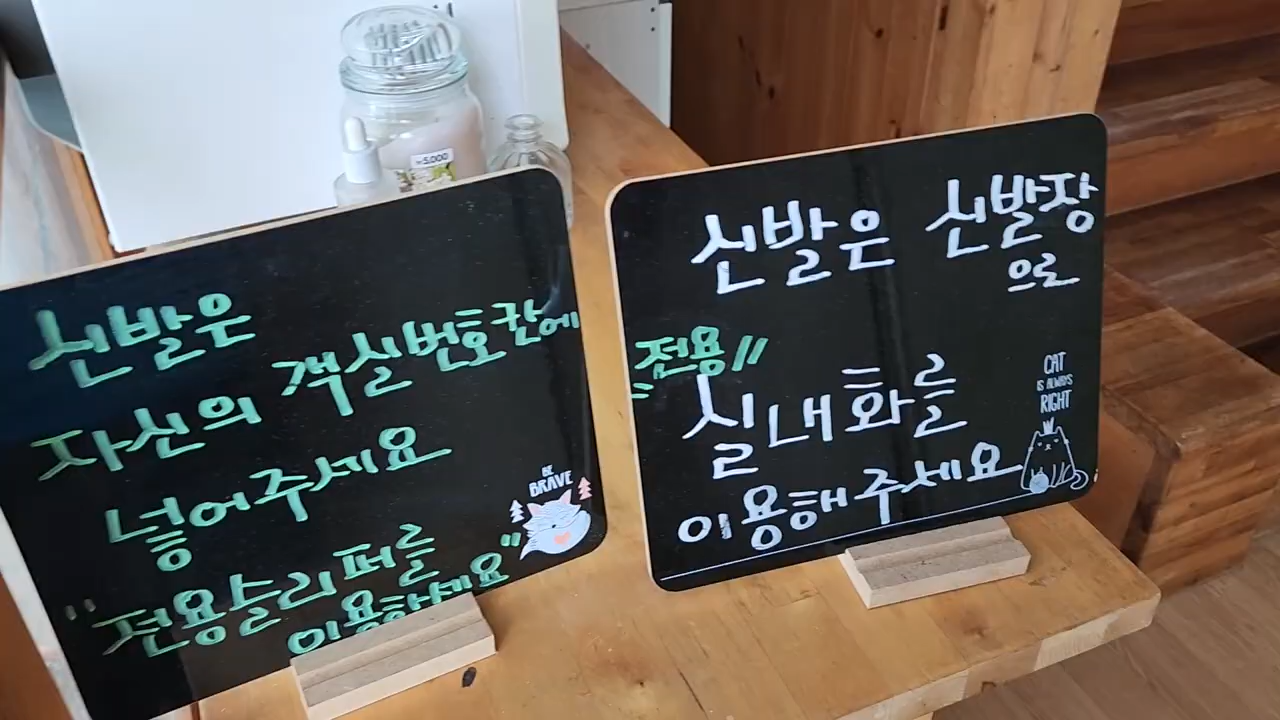 ₩5,000
신발은
자신의 객실번호칸에
넣어주세요
"전용슬리퍼를
이용하세요"
BE
BRAVE
신발은 신발장
으로
"전용"
실내화를
이용해주세요
CAT
IS ALWAYS
RIGHT